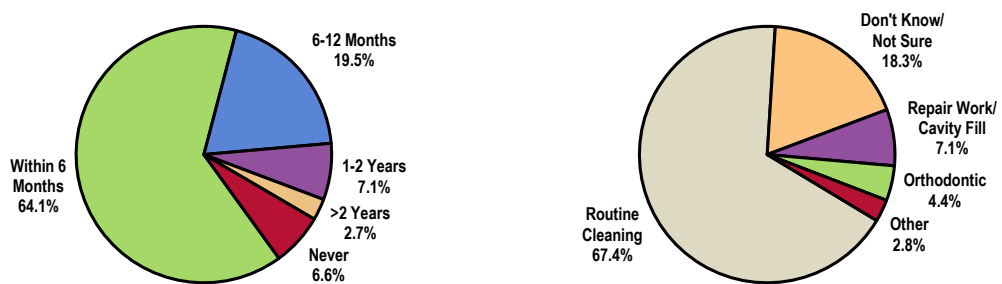 6-12 Months
19.5%
1-2 Years
7.1%
>2 Years
2.7%
Never
6.6%
Within 6
Months
64.1%
Don't Know/
Not Sure
18.3%
Repair Work/
Cavity Fill
7.1%
Orthodontic
4.4%
Other
2.8%
Routine
Cleaning
67.4%